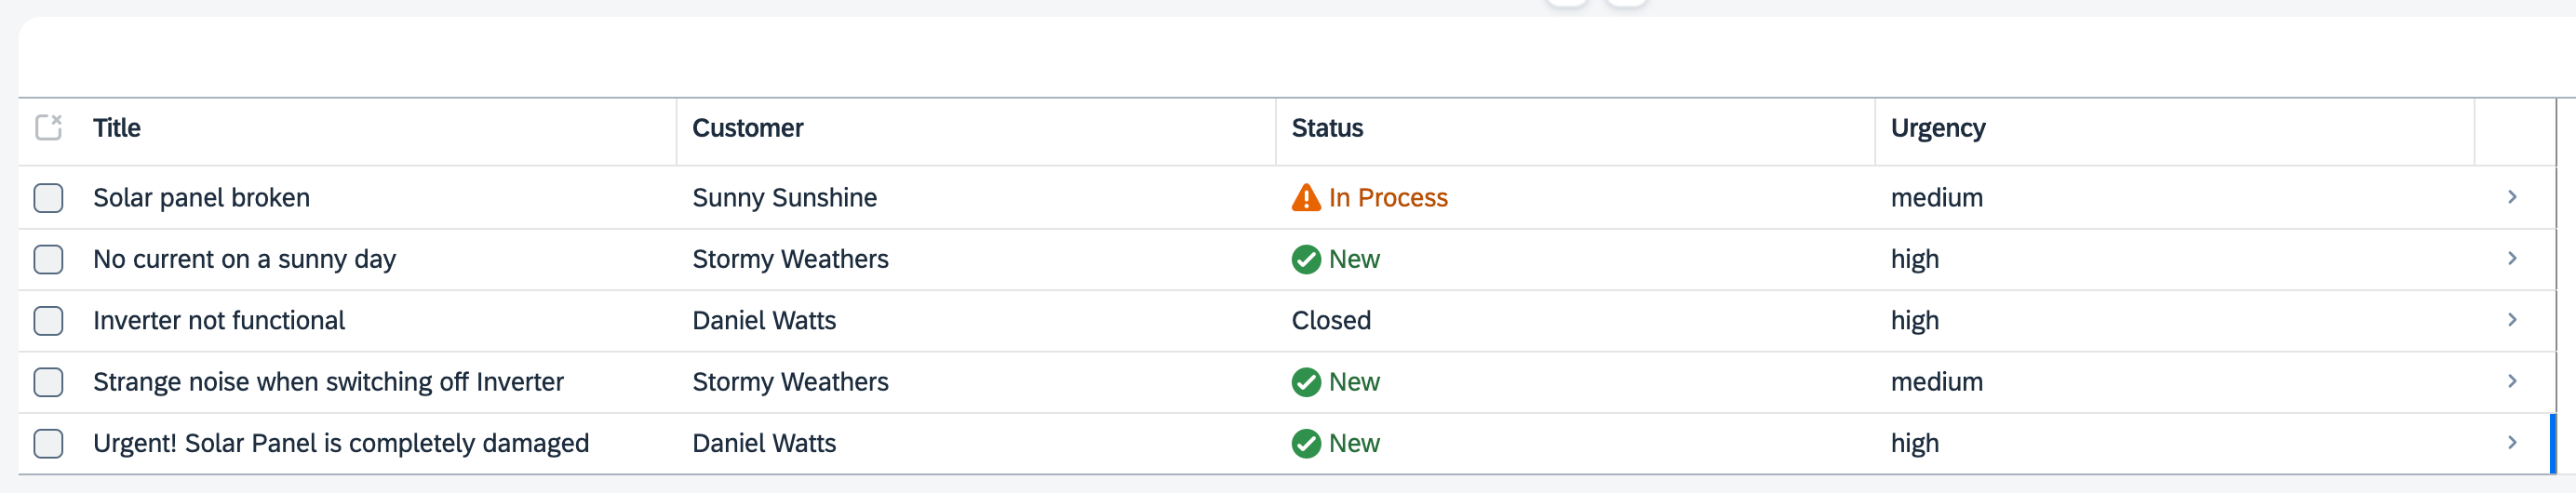 Title Customer Status Urgency
Solar panel broken Sunny Sunshine In Process medium
No current on a sunny day Stormy Weathers New high
Inverter not functional Daniel Watts Closed high
Strange noise when switching off Inverter Stormy Weathers New medium
Urgent! Solar Panel is completely damaged Daniel Watts New high